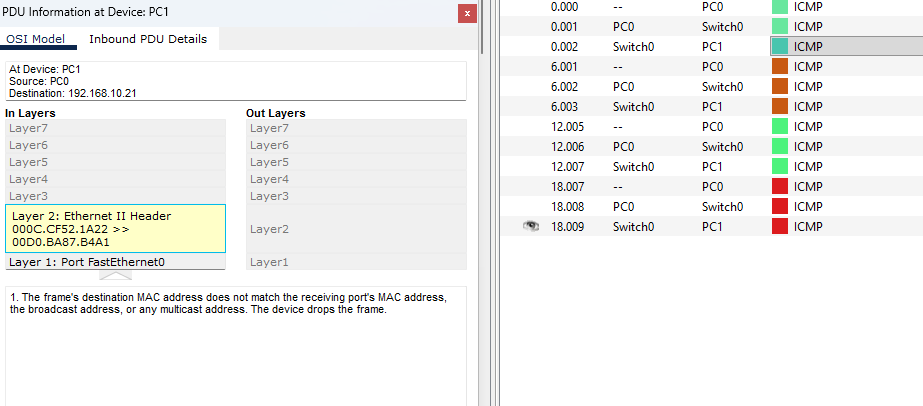 PDU Information at Device: PC1
x
OSI Model Inbound PDU Details
At Device: PC1
Source: PC0
Destination: 192.168.10.21
In Layers Out Layers
Layer7 Layer7
Layer6 Layer6
Layer5 Layer5
Layer4 Layer4
Layer3 Layer3
Layer 2: Ethernet II Header
000C.CF52.1A22 >>
00D0.BA87.B4A1
Layer2
Layer 1: Port FastEthernet0 Layer1
1. The frame's destination MAC address does not match the receiving port's MAC address,
the broadcast address, or any multicast address. The device drops the frame.
0.000 -- PC0 ICMP
0.001 PC0 Switch0 ICMP
0.002 Switch0 PC1 ICMP
6.001 -- PC0 ICMP
6.002 PC0 Switch0 ICMP
6.003 Switch0 PC1 ICMP
12.005 -- PC0 ICMP
12.006 PC0 Switch0 ICMP
12.007 Switch0 PC1 ICMP
18.007 -- PC0 ICMP
18.008 PC0 Switch0 ICMP
18.009 Switch0 PC1 ICMP